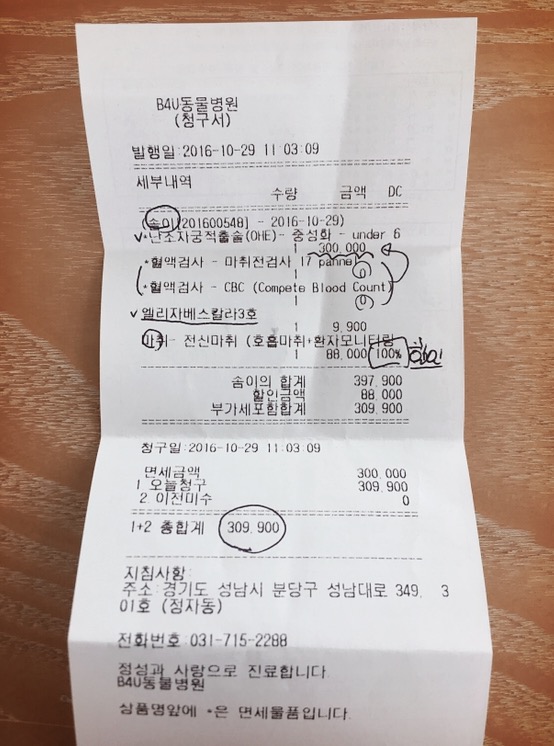 B4U동물병원
(청구서)
발행일:2016-10-29 11:03:09
세부내역
수량 금액 DC
(솜이[201600548] - 2016-10-29)
*난소자궁적출술(OHE)- 중성화 - under 6
1 300,000
*혈액검사 - 마취전검사 17 pannel
1 0
*혈액검사 - CBC (Compete Blood Count)
1 0
엘리자베스칼라3호
1 9,900
마취- 전신마취 (호흡마취+환자모니터링
1 88,000 100%
솜이의 합계 397,900
할인금액 88,000
부가세포함합계 309,900
청구일:2016-10-29 11:03:09
면세금액 300,000
1.오늘청구 309,900
2.이전미수 0
1+2 총합계 309,900
지침사항:
주소:경기도 성남시 분당구 성남대로 349, 3
01호 (정자동)
전화번호:031-715-2288
정성과 사랑으로 진료합니다.
B4U동물병원
상품명앞에 *은 면세물품입니다.